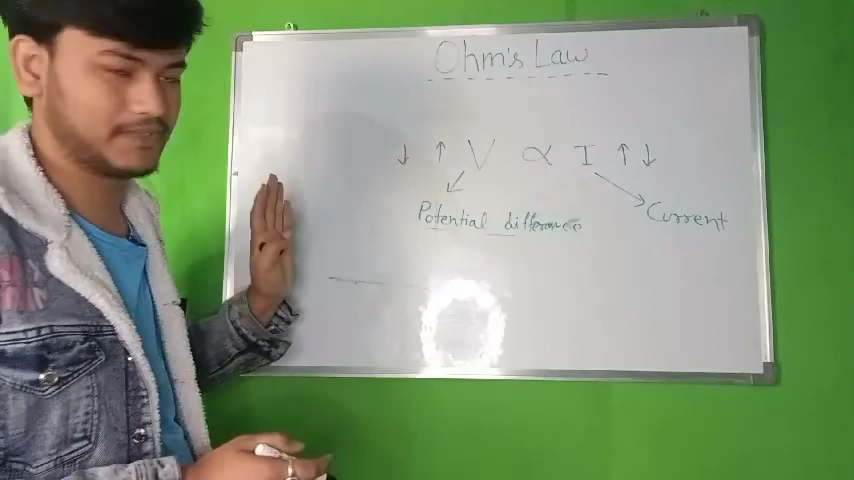 Ohm's Law
↓ ↑ V ∝ I ↑ ↓
Potential difference
Current